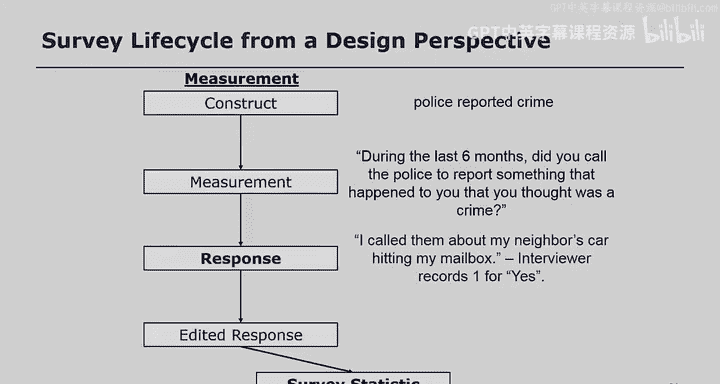 Survey Lifecycle from a Design Perspective
GPT中英字幕课程资源
bilibili
Measurement
Construct
police reported crime
Measurement
“During the last 6 months, did you call
the police to report something that
happened to you that you thought was a
crime?”
Response
“I called them about my neighbor’s car
hitting my mailbox.” – Interviewer
records 1 for “Yes”.
Edited Response
Survey Statistic